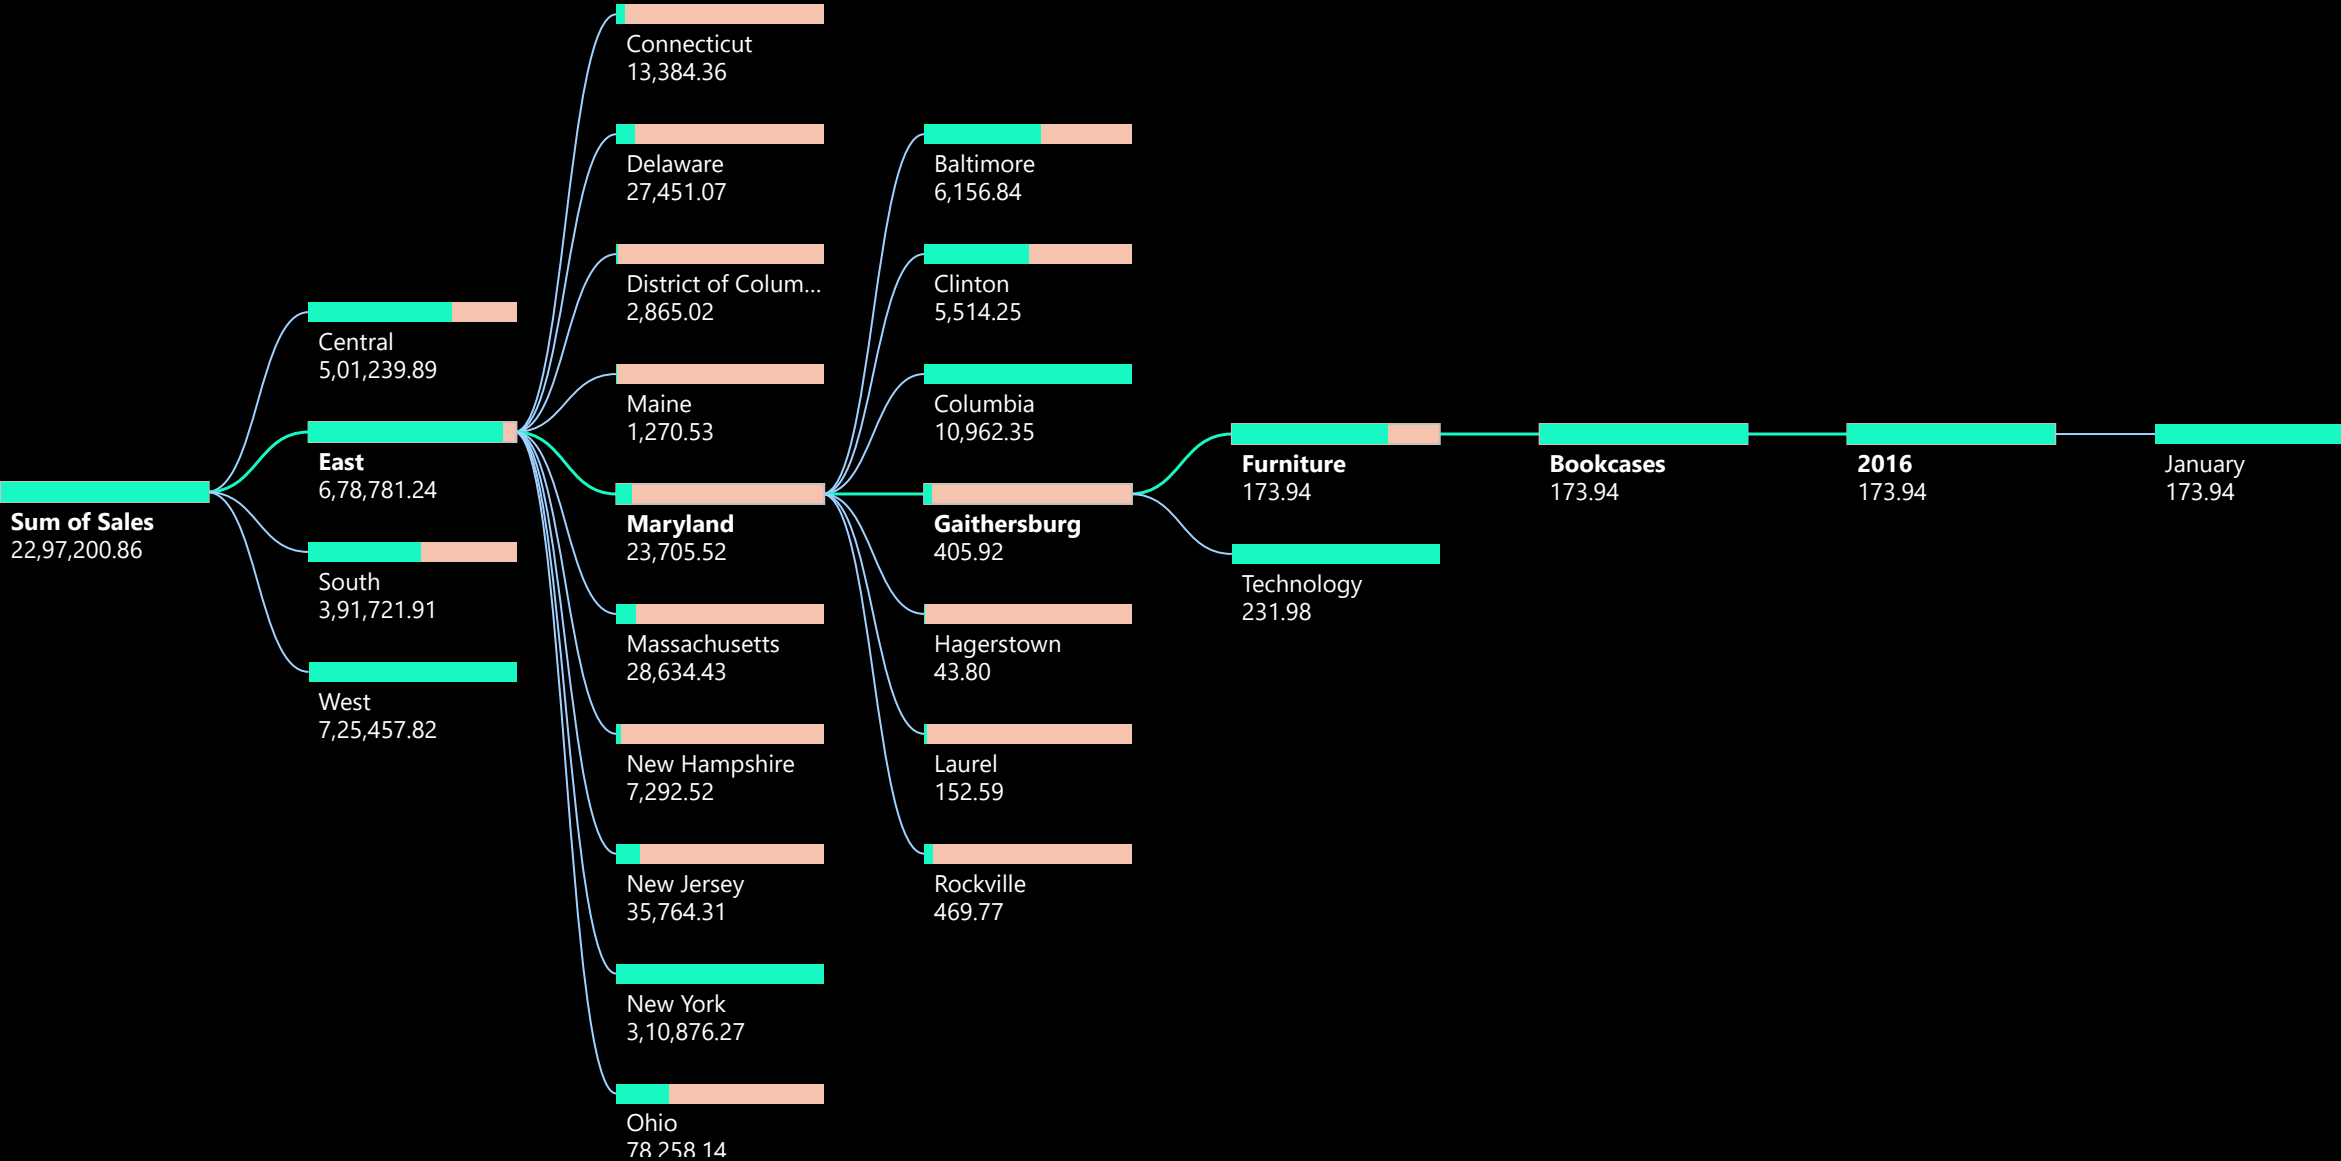 Sum of Sales
22,97,200.86
Central
5,01,239.89
East
6,78,781.24
South
3,91,721.91
West
7,25,457.82
Connecticut
13,384.36
Delaware
27,451.07
District of Colum...
2,865.02
Maine
1,270.53
Maryland
23,705.52
Massachusetts
28,634.43
New Hampshire
7,292.52
New Jersey
35,764.31
New York
3,10,876.27
Ohio
78,258.14
Baltimore
6,156.84
Clinton
5,514.25
Columbia
10,962.35
Gaithersburg
405.92
Hagerstown
43.80
Laurel
152.59
Rockville
469.77
Furniture
173.94
Technology
231.98
Bookcases
173.94
2016
173.94
January
173.94